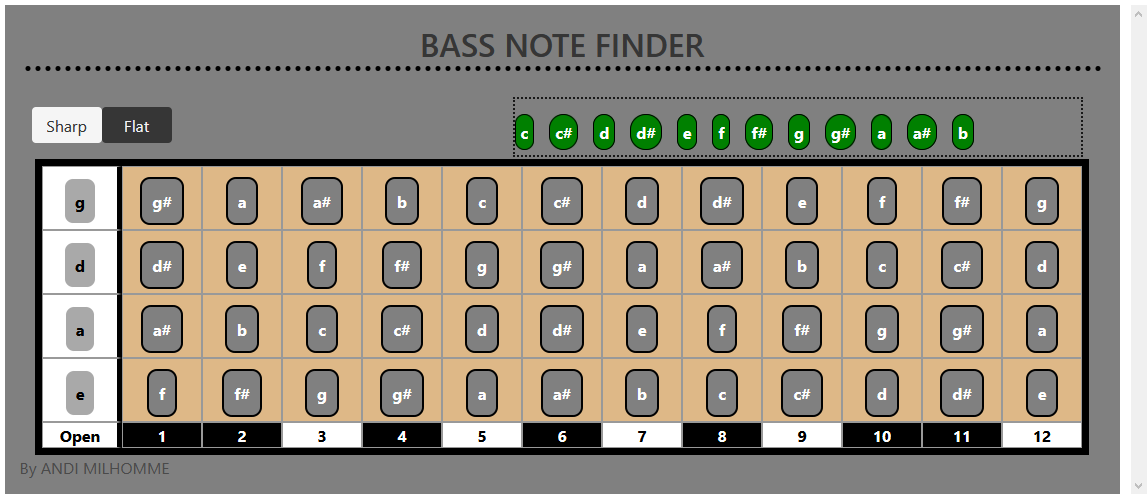 BASS NOTE FINDER
Sharp Flat
c c# d d# e f f# g g# a a# b
g g# a a# b c c# d d# e f f# g
d d# e f f# g g# a a# b c c# d
a a# b c c# d d# e f f# g g# a
e f f# g g# a a# b c c# d d# e
Open 1 2 3 4 5 6 7 8 9 10 11 12
By ANDI MILHOMME